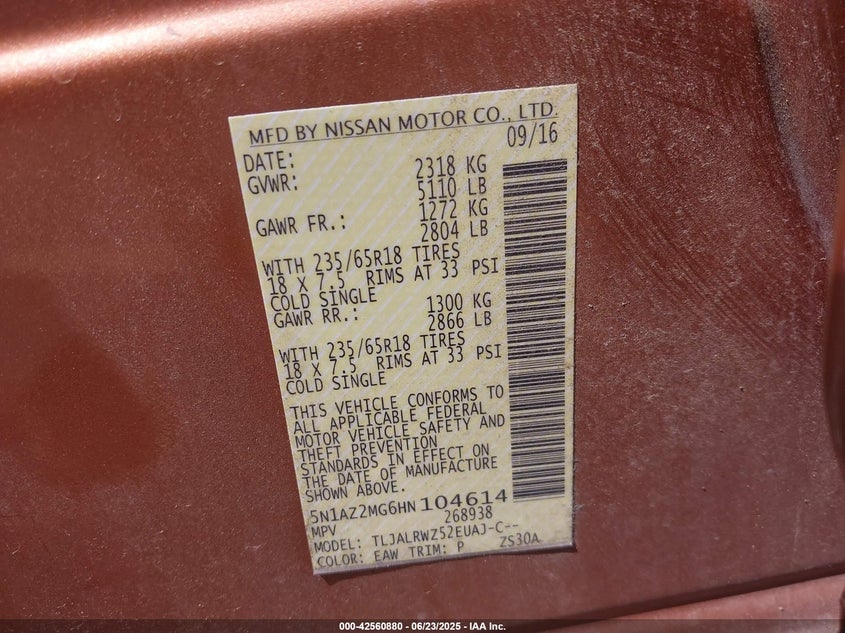 MFD BY NISSAN MOTOR CO., LTD.
DATE: 09/16
GVWR: 2318 KG
5110 LB
GAWR FR.: 1272 KG
2804 LB
WITH 235/65R18 TIRES
18 X 7.5 RIMS AT 33 PSI
COLD SINGLE
GAWR RR.: 1300 KG
2866 LB
WITH 235/65R18 TIRES
18 X 7.5 RIMS AT 33 PSI
COLD SINGLE
THIS VEHICLE CONFORMS TO
ALL APPLICABLE FEDERAL
MOTOR VEHICLE SAFETY AND
THEFT PREVENTION
STANDARDS IN EFFECT ON
THE DATE OF MANUFACTURE
SHOWN ABOVE.
5N1AZ2MG6HN104614
MPV 268938
MODEL: TLJALRWZ52EUAJ-C--
COLOR: EAW TRIM: P ZS30A
000-42560880 - 06/23/2025 - IAA Inc.